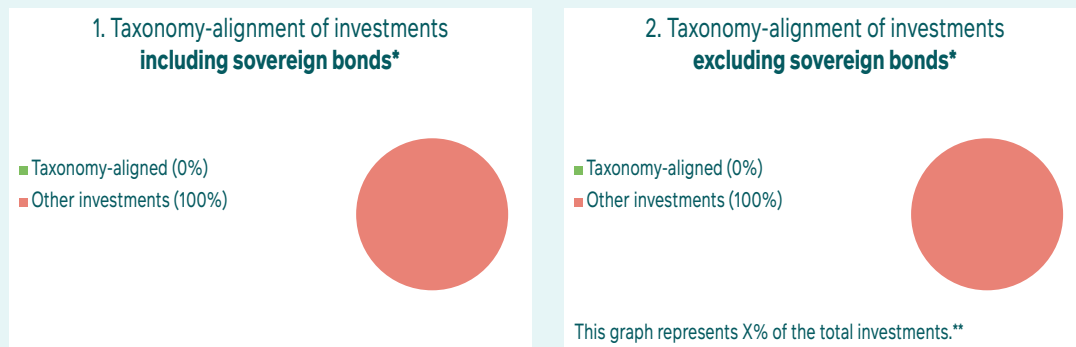 1. Taxonomy-alignment of investments
including sovereign bonds*
Taxonomy-aligned (0%)
Other investments (100%)
2. Taxonomy-alignment of investments
excluding sovereign bonds*
Taxonomy-aligned (0%)
Other investments (100%)
This graph represents X% of the total investments.**